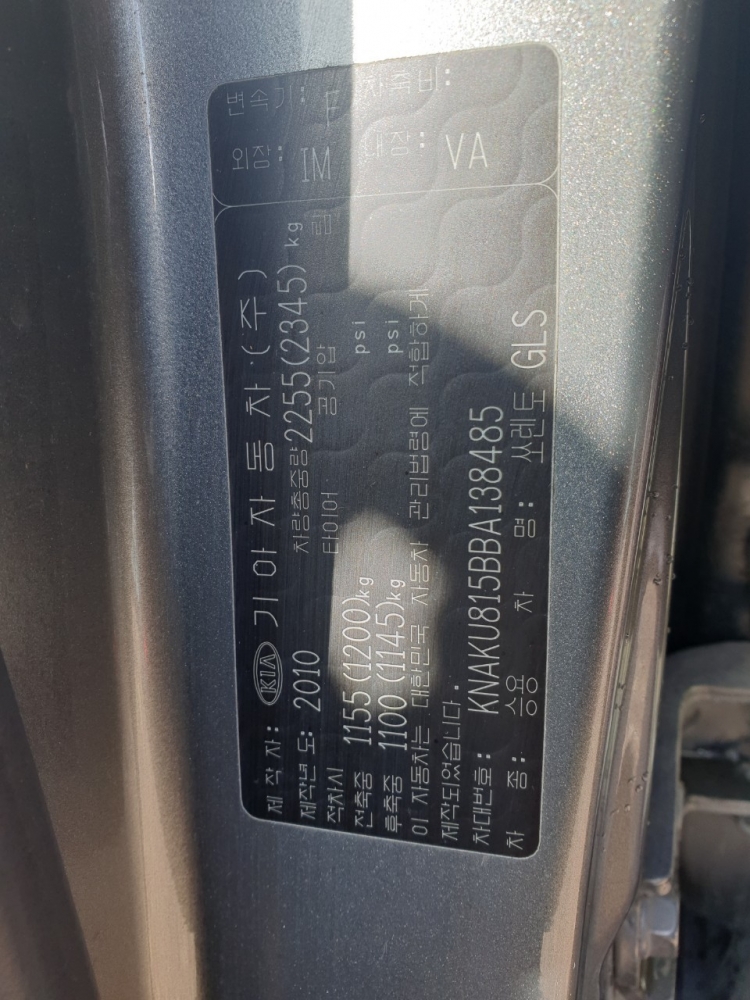 제 작 자: KIA 기 아 자 동 차 (주)
제작년 도: 2010 차량총중량 2255(2345) kg
적차시 타이어 공기압 림
전축중 1155(1200)kg psi
후축중 1100(1145)kg psi
이 자동차는 대한민국 자동차 관리법령에 적합하게
제작되었습니다.
차대번호: KNAKU815BBA138485
차 종: 승용 차 명: 쏘렌토 GLS
변속기: F 차축비:
외장: IM 내장: VA